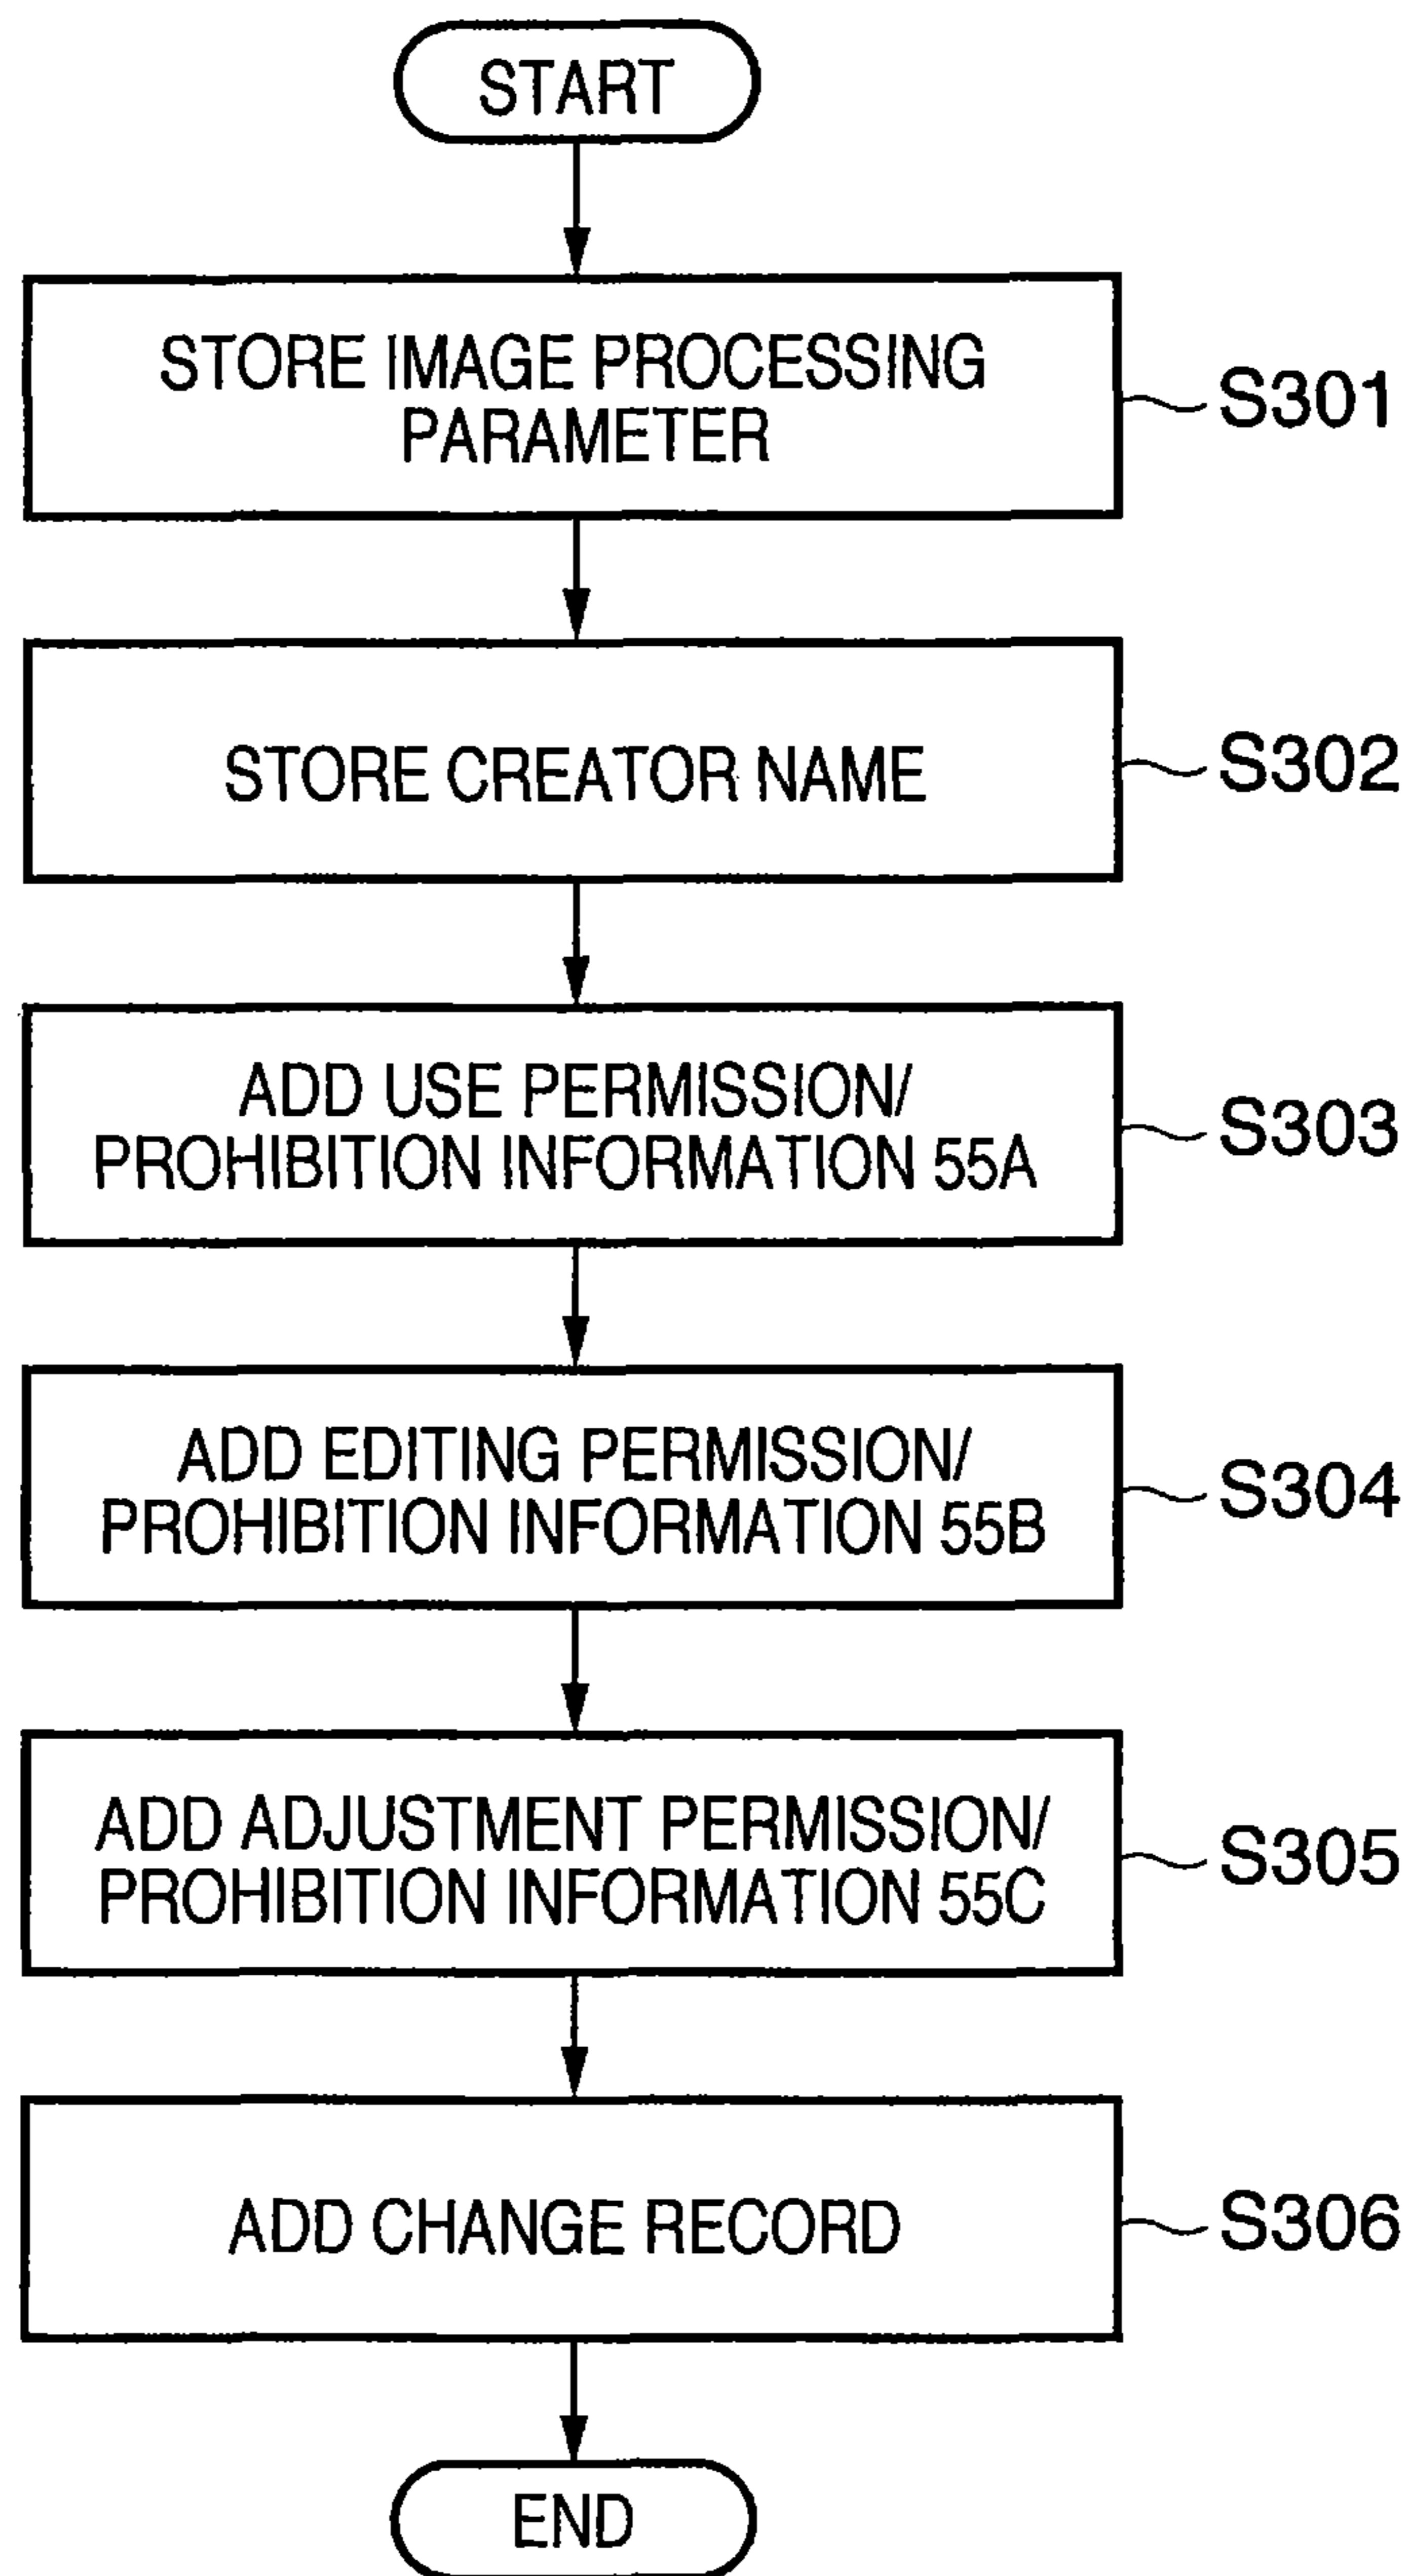 START
STORE IMAGE PROCESSING
PARAMETER
S301
STORE CREATOR NAME
S302
ADD USE PERMISSION/
PROHIBITION INFORMATION 55A
S303
ADD EDITING PERMISSION/
PROHIBITION INFORMATION 55B
S304
ADD ADJUSTMENT PERMISSION/
PROHIBITION INFORMATION 55C
S305
ADD CHANGE RECORD
S306
END